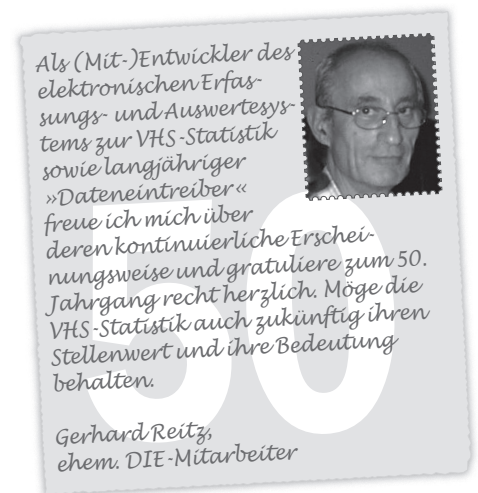 Als (Mit-)Entwickler des
elektronischen Erfas-
sungs- und Auswertesys-
tems zur VHS-Statistik
sowie langjähriger
»Dateneintreiber«
freue ich mich über
deren kontinuierliche Erschei-
nungsweise und gratuliere zum 50.
Jahrgang recht herzlich. Möge die
VHS-Statistik auch zukünftig ihren
Stellenwert und ihre Bedeutung
behalten.
50
Gerhard Reitz,
ehem. DIE-Mitarbeiter